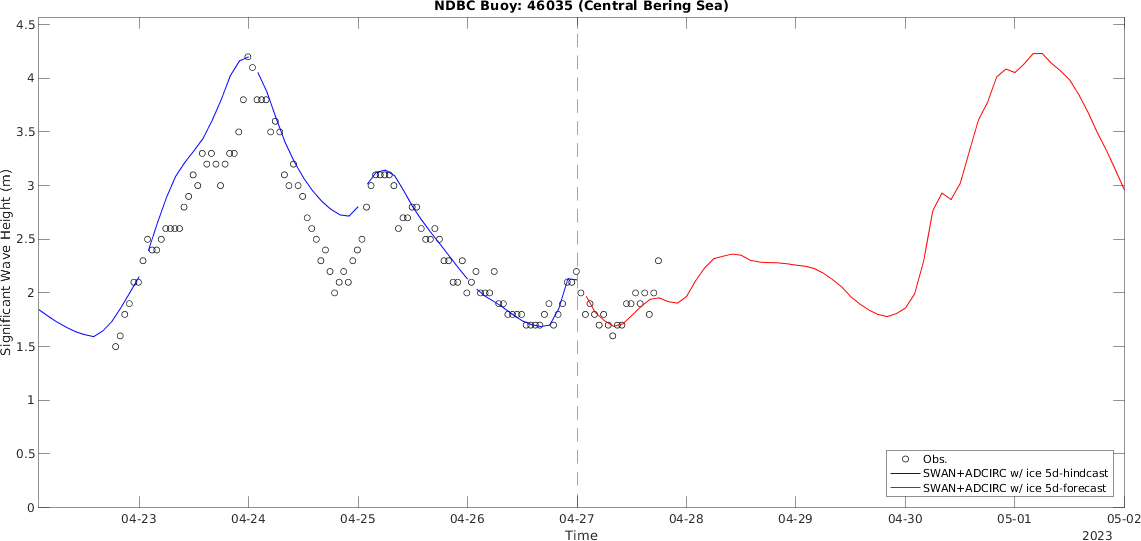 NDBC Buoy: 46035 (Central Bering Sea)
4.5
4
3.5
3
2.5
2
1.5
1
0.5
0
Significant Wave Height (m)
Obs.
SWAN+ADCIRC w/ ice 5d-hindcast
SWAN+ADCIRC w/ ice 5d-forecast
04-23 04-24 04-25 04-26 04-27 04-28 04-29 04-30 05-01 05-02
Time
2023